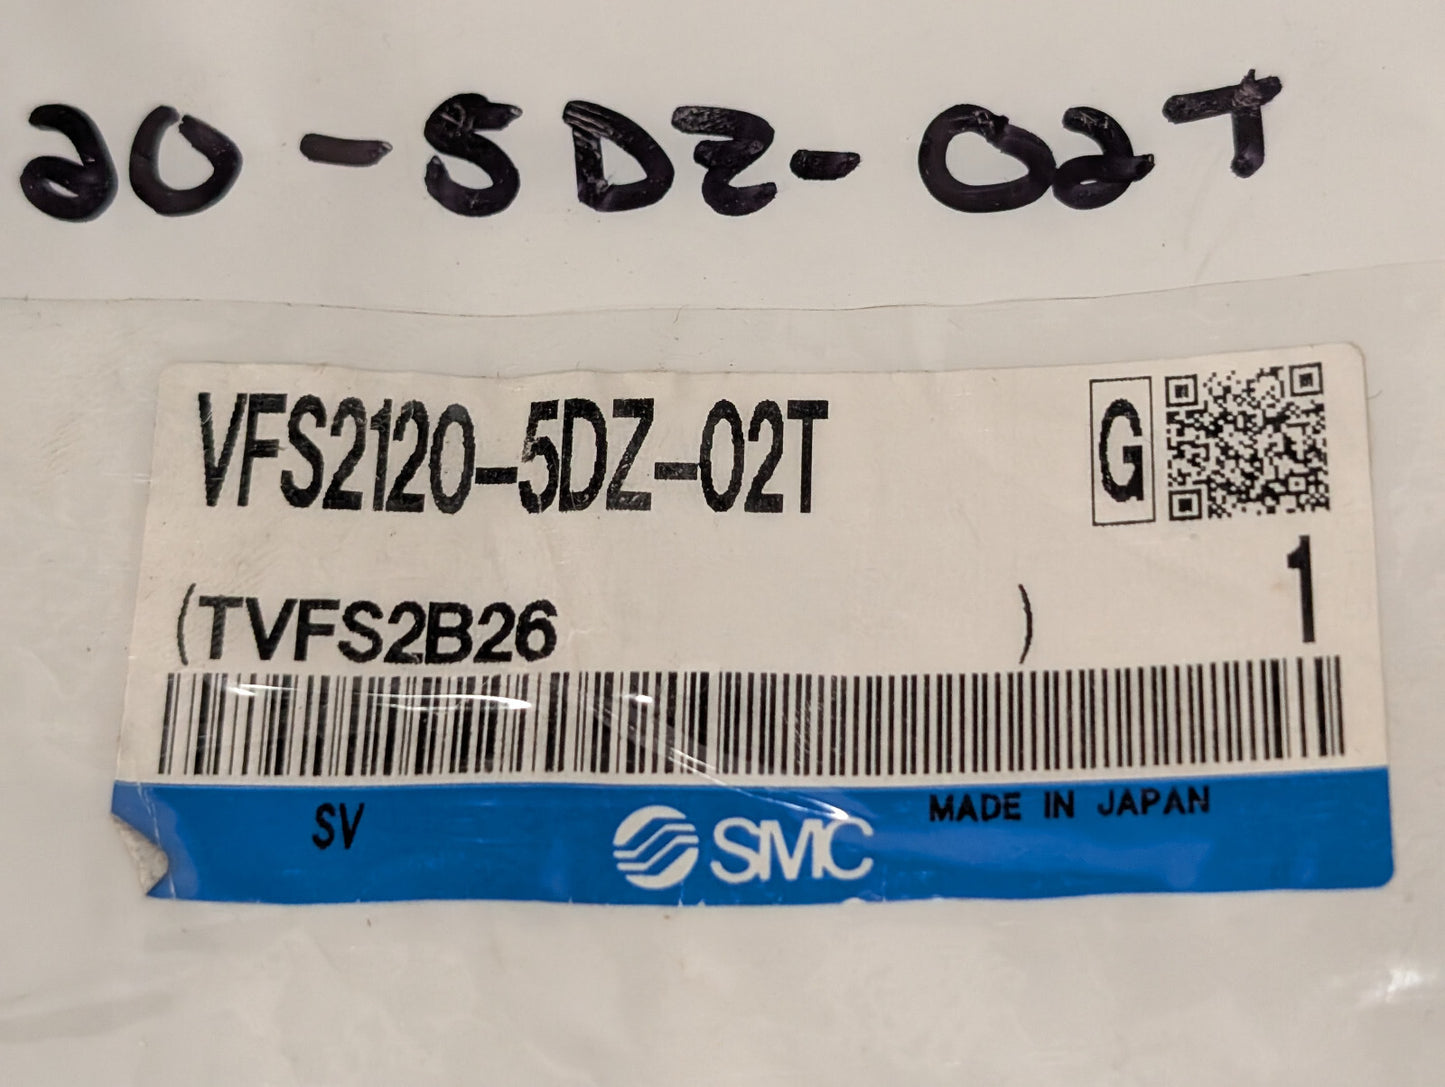 20-5DZ-02T
VFS2120-5DZ-02T
G
1
(TVFS2B26 )
SV
SMC
MADE IN JAPAN